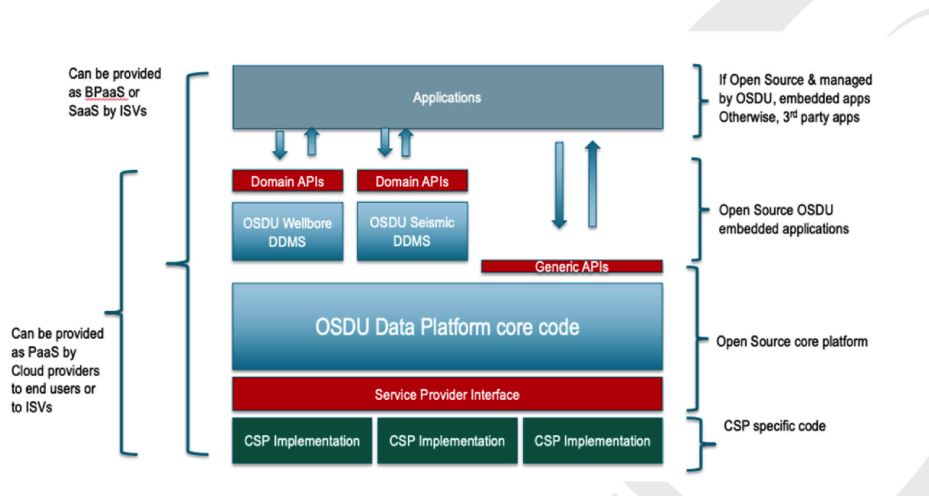 Can be provided
as BPaaS or
SaaS by ISVs
Applications
If Open Source & managed
by OSDU, embedded apps
Otherwise, 3rd party apps
Domain APIs
Domain APIs
OSDU Wellbore
DDMS
OSDU Seismic
DDMS
Open Source OSDU
embedded applications
Generic APIs
OSDU Data Platform core code
Can be provided
as PaaS by
Cloud providers
to end users or
to ISVs
Open Source core platform
Service Provider Interface
CSP Implementation
CSP Implementation
CSP Implementation
CSP specific code